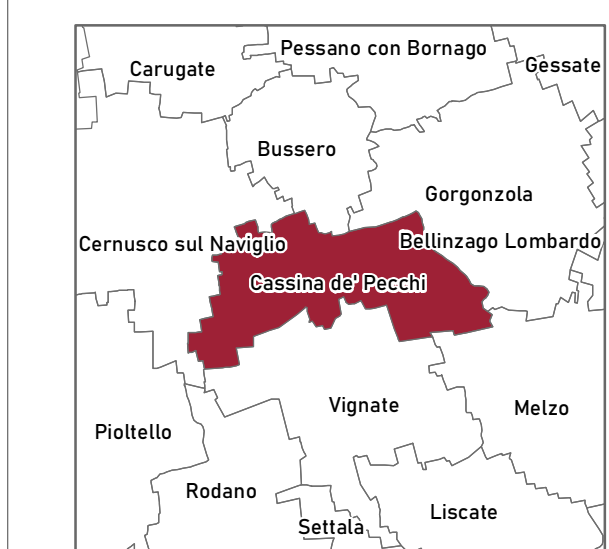 Pessano con Bornago
Carugate
Gessate
Bussero
Gorgonzola
Cernusco sul Naviglio
Bellinzago Lombardo
Cassina de' Pecchi
Vignate
Melzo
Pioltello
Rodano
Liscate
Settala